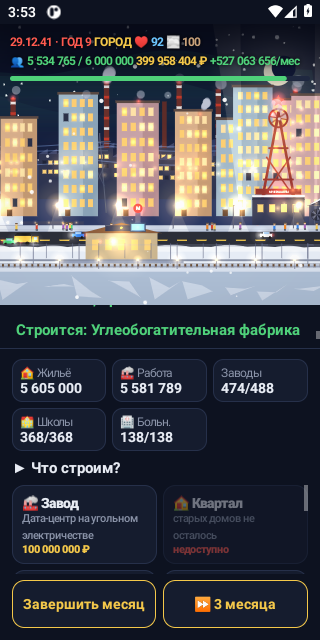 3:53
29.12.41 · ГОД 9 ГОРОД ❤️ 92 📰 100
👥 5 534 765 / 6 000 000 399 958 404 ₽ +527 063 656/мес
Строится: Углеобогатительная фабрика
🏠 Жильё
5 605 000
🏭 Работа
5 581 789
Заводы
474/488
🏫 Школы
368/368
🏥 Больн.
138/138
▶ Что строим?
🏭 Завод
Дата-центр на угольном
электричестве
100 000 000 ₽
🏠 Квартал
старых домов не
осталось
недоступно
Завершить месяц
⏩ 3 месяца